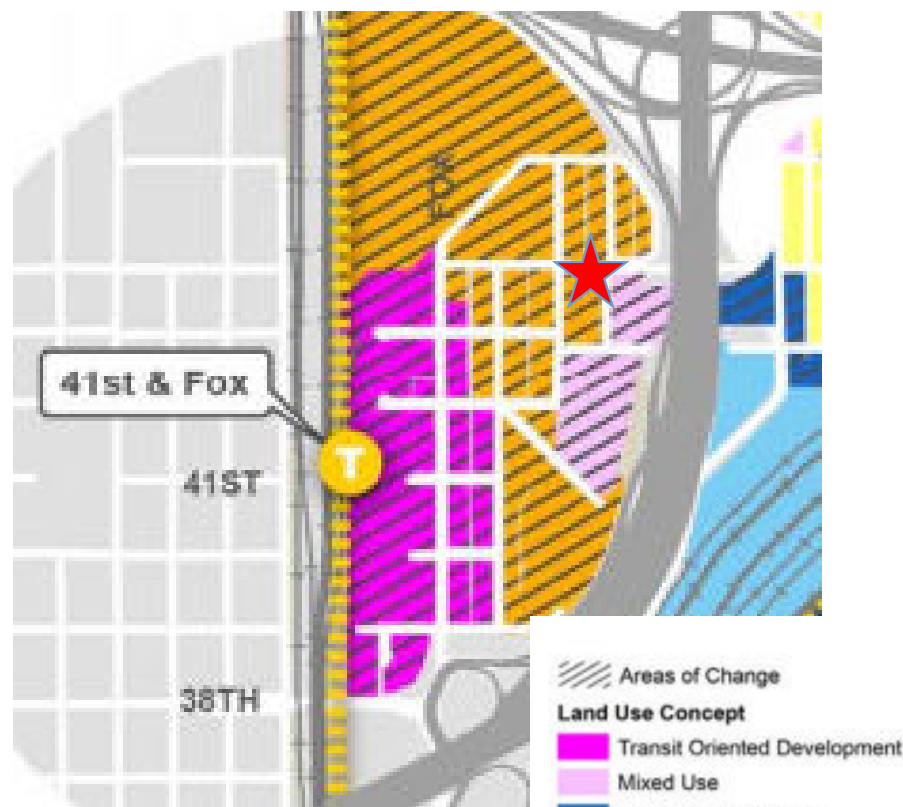 FOX
41st & Fox
T
41ST
38TH
Areas of Change
Land Use Concept
Transit Oriented Development
Mixed Use